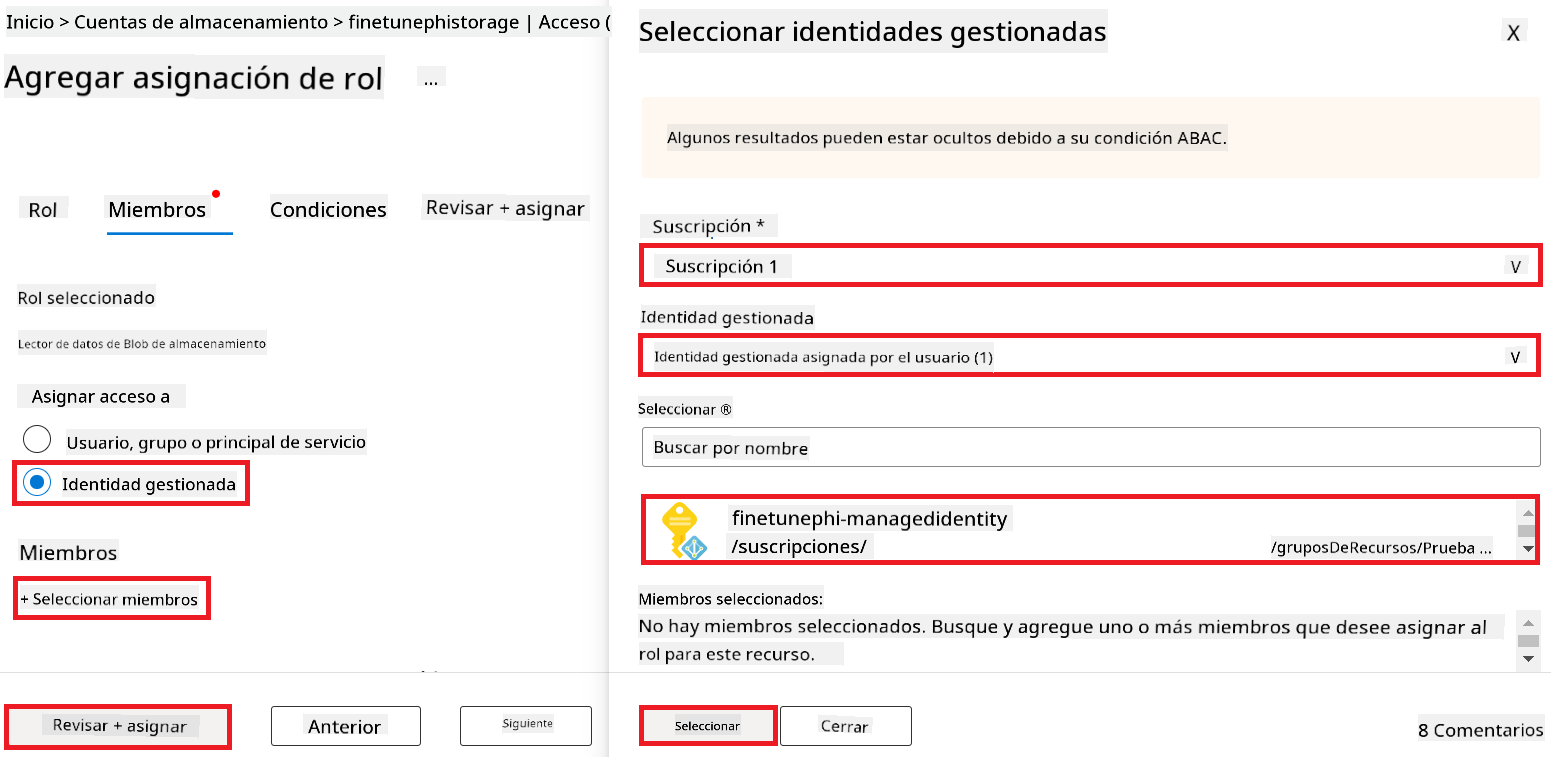 Inicio > Cuentas de almacenamiento > finetunephistorage | Acceso (
Agregar asignación de rol
...
Rol
Miembros
Condiciones
Revisar + asignar
Rol seleccionado
Lector de datos de Blob de almacenamiento
Asignar acceso a
Usuario, grupo o principal de servicio
Identidad gestionada
Miembros
+ Seleccionar miembros
Revisar + asignar
Anterior
Siguiente
Seleccionar identidades gestionadas
X
Algunos resultados pueden estar ocultos debido a su condición ABAC.
Suscripción *
Suscripción 1
V
Identidad gestionada
Identidad gestionada asignada por el usuario (1)
V
Seleccionar ®
Buscar por nombre
finetunephi-managedidentity
/suscripciones/ /gruposDeRecursos/Prueba ...
Miembros seleccionados:
No hay miembros seleccionados. Busque y agregue uno o más miembros que desee asignar al
rol para este recurso.
Seleccionar
Cerrar
8 Comentarios